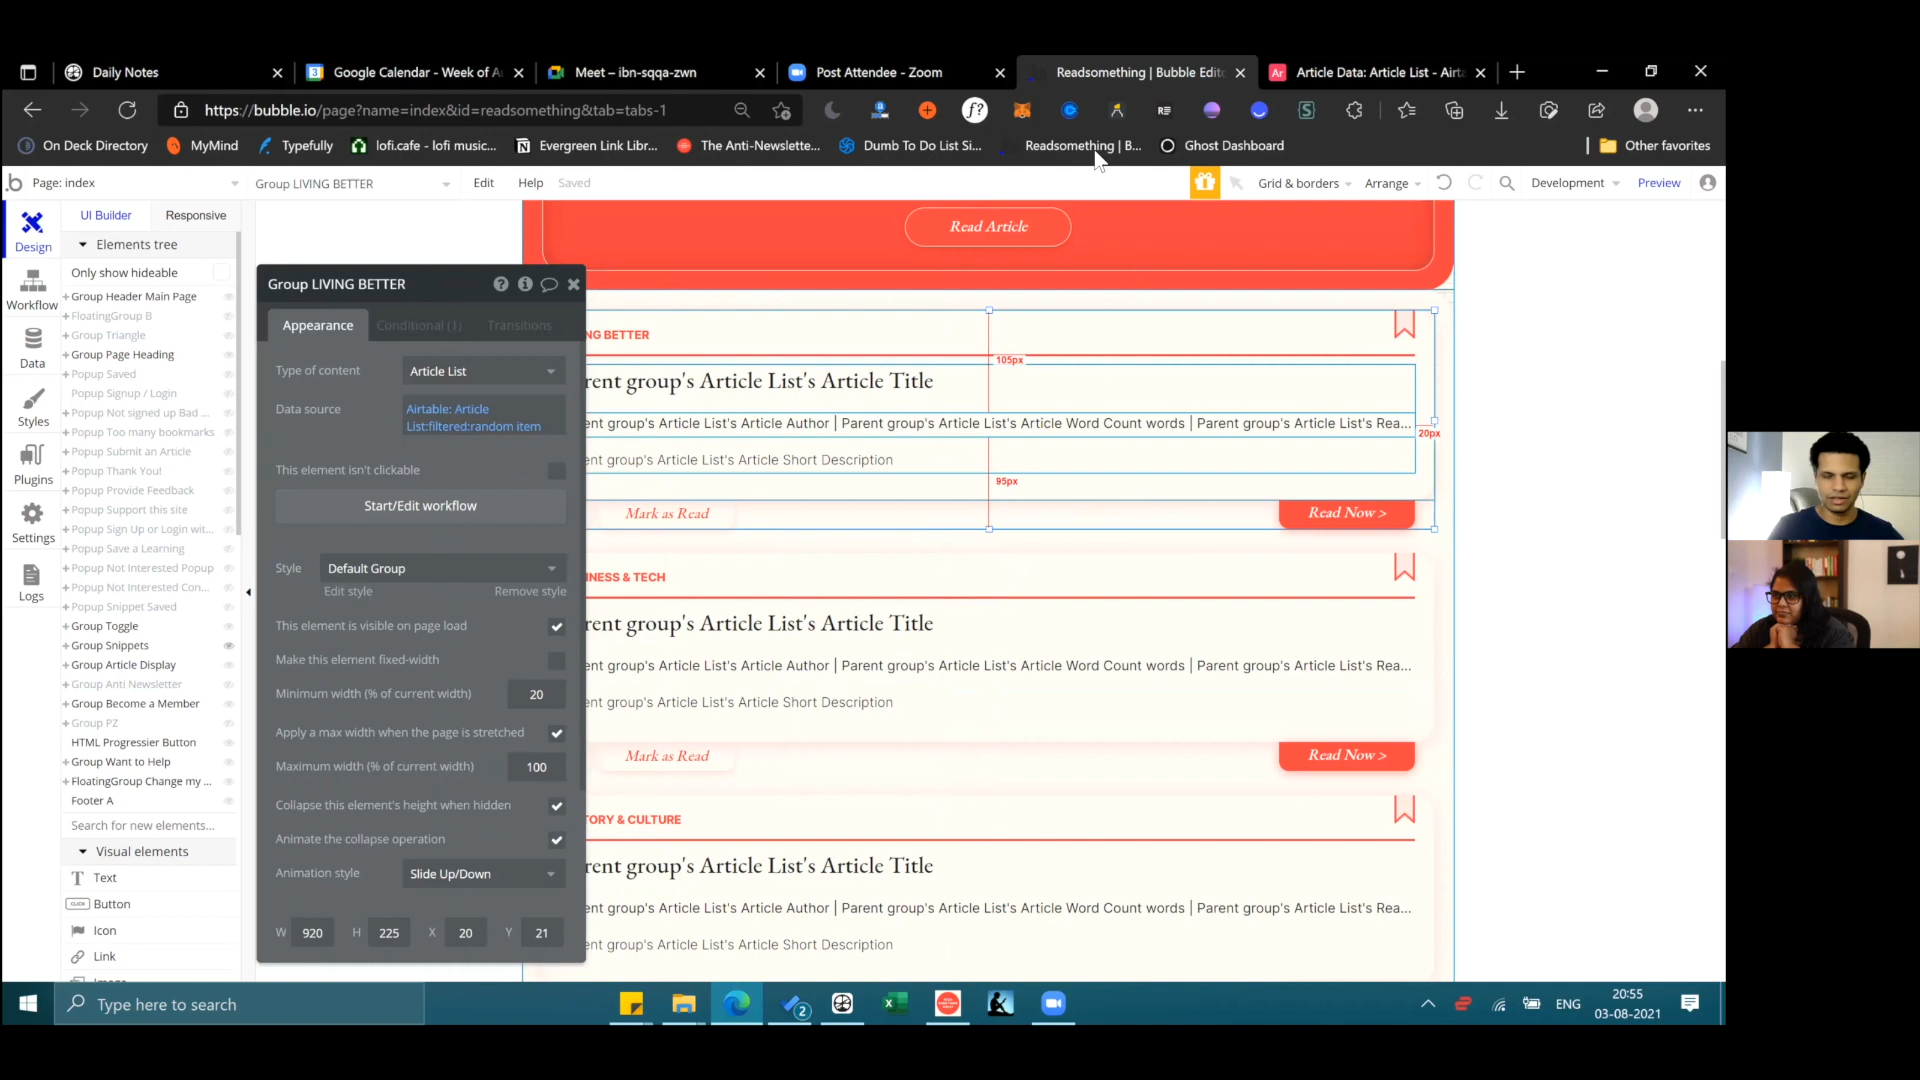 Daily Notes
Google Calendar - Week of A
Meet – ibn-sqqa-zwn
Post Attendee - Zoom
Readsomething | Bubble Edito
Article Data: Article List - Airt
https://bubble.io/page?name=index&id=readsomething&tab=tabs-1
On Deck Directory
MyMind
Typefully
lofi.cafe - lofi music...
Evergreen Link Libr...
The Anti-Newslette...
Dumb To Do List Si...
Readsomething | B...
Ghost Dashboard
Other favorites
Page: index
Group LIVING BETTER
Edit
Help
Saved
Grid & borders
Arrange
Development
Preview
Design
Workflow
Data
Styles
Plugins
Settings
Logs
UI Builder
Responsive
Elements tree
Only show hideable
Group Header Main Page
FloatingGroup B
Group Triangle
Group Page Heading
Popup Saved
Popup Signup / Login
Popup Not signed up Bad ...
Popup Too many bookmarks
Popup Submit an Article
Popup Thank You!
Popup Provide Feedback
Popup Support this site
Popup Sign Up or Login wit...
Popup Save a Learning
Popup Not Interested Popup
Popup Not Interested Con...
Popup Snippet Saved
Group Toggle
Group Snippets
Group Article Display
Group Anti Newsletter
Group Become a Member
Group PZ
HTML Progressier Button
Group Want to Help
FloatingGroup Change my ...
Footer A
Search for new elements...
Visual elements
Text
CLICK
Button
Icon
Link
Group LIVING BETTER
Appearance
Conditional (1)
Transitions
Type of content
Article List
Data source
Airtable: Article
List:filtered:random item
This element isn't clickable
Start/Edit workflow
Style
Default Group
Edit style
Remove style
This element is visible on page load
Make this element fixed-width
Minimum width (% of current width)
20
Apply a max width when the page is stretched
Maximum width (% of current width)
100
Collapse this element's height when hidden
Animate the collapse operation
Animation style
Slide Up/Down
W 920 H 225 X 20 Y 21
Read Article
NG BETTER
105px
rent group's Article List's Article Title
ent group's Article List's Article Author | Parent group's Article List's Article Word Count words | Parent group's Article List's Rea...
20px
ent group's Article List's Article Short Description
95px
Mark as Read
Read Now >
INESS & TECH
rent group's Article List's Article Title
ent group's Article List's Article Author | Parent group's Article List's Article Word Count words | Parent group's Article List's Rea...
ent group's Article List's Article Short Description
Mark as Read
Read Now >
TORY & CULTURE
rent group's Article List's Article Title
ent group's Article List's Article Author | Parent group's Article List's Article Word Count words | Parent group's Article List's Rea...
ent group's Article List's Article Short Description
Type here to search
2
ENG
20:55
03-08-2021